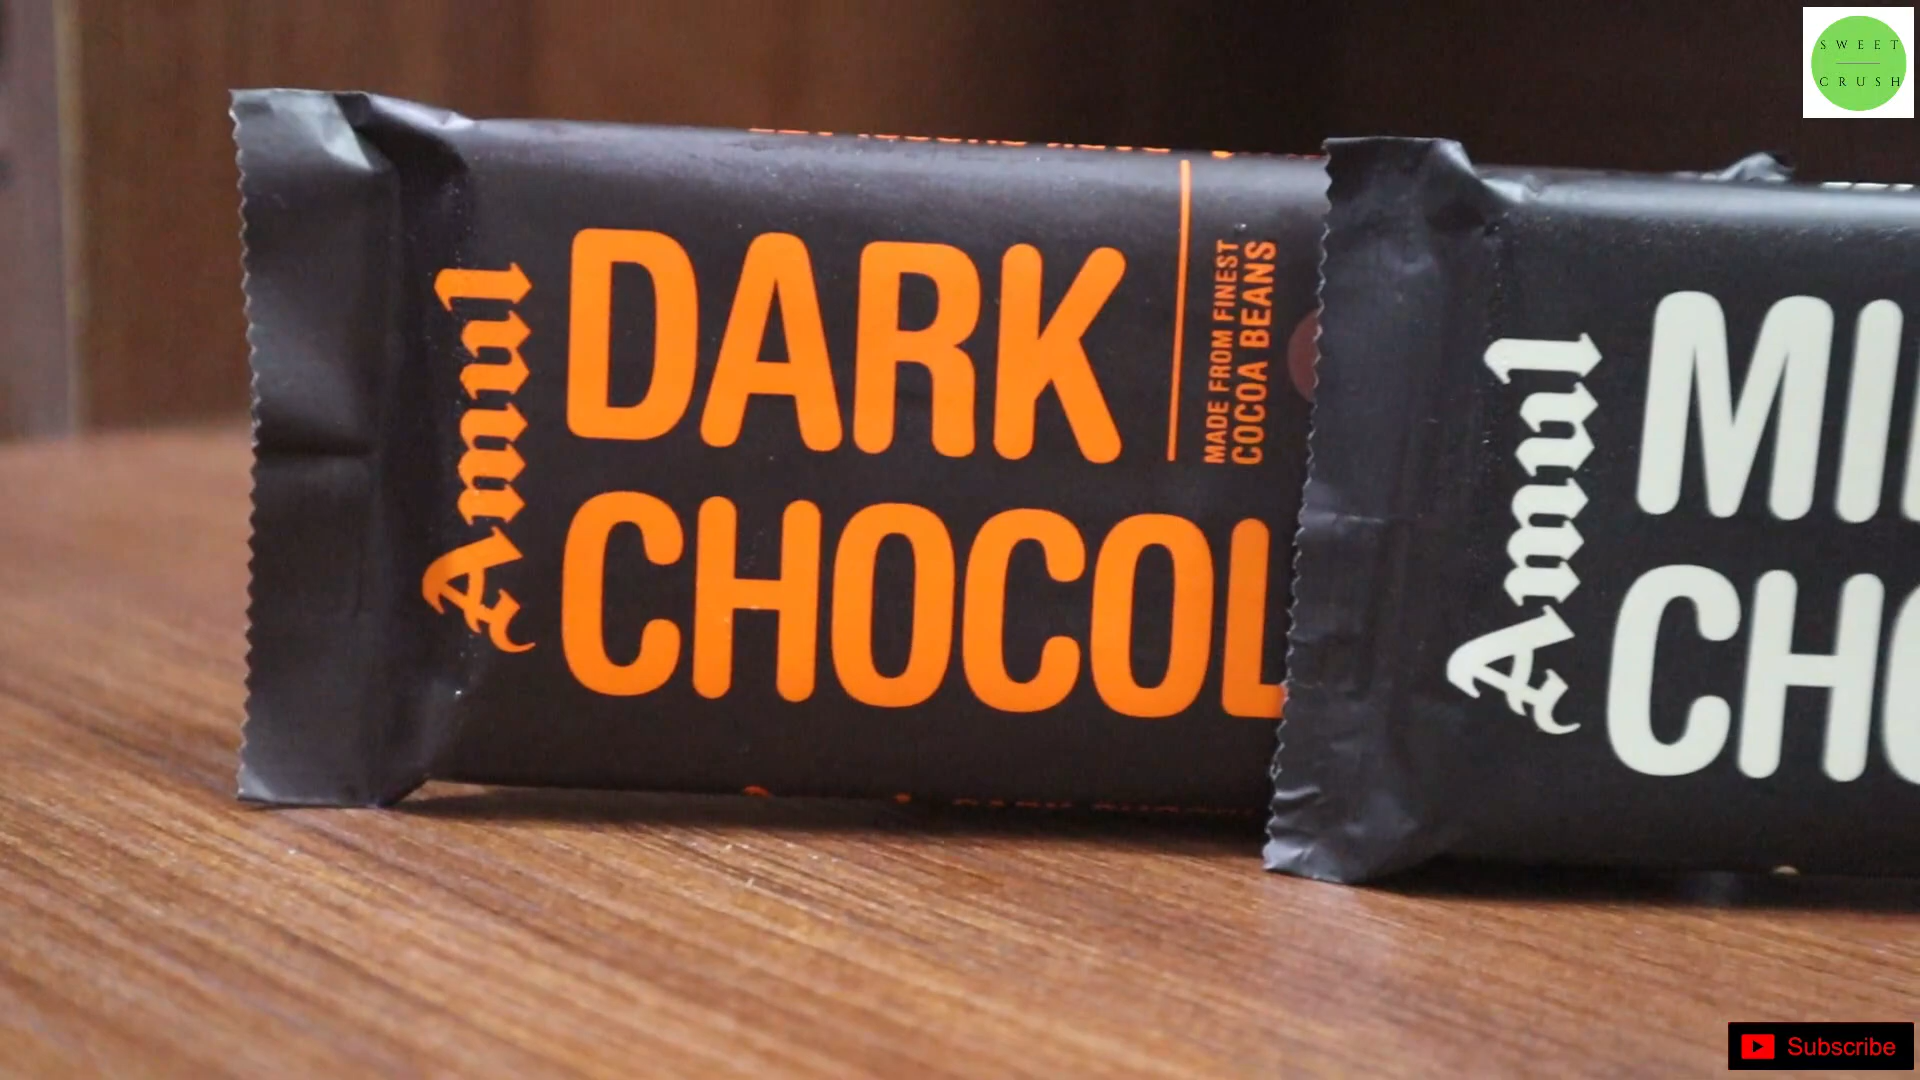 SWEET
CRUSH
Amul
DARK
CHOCOL
MADE FROM FINEST
COCOA BEANS
Amul
MI
CHO
Subscribe